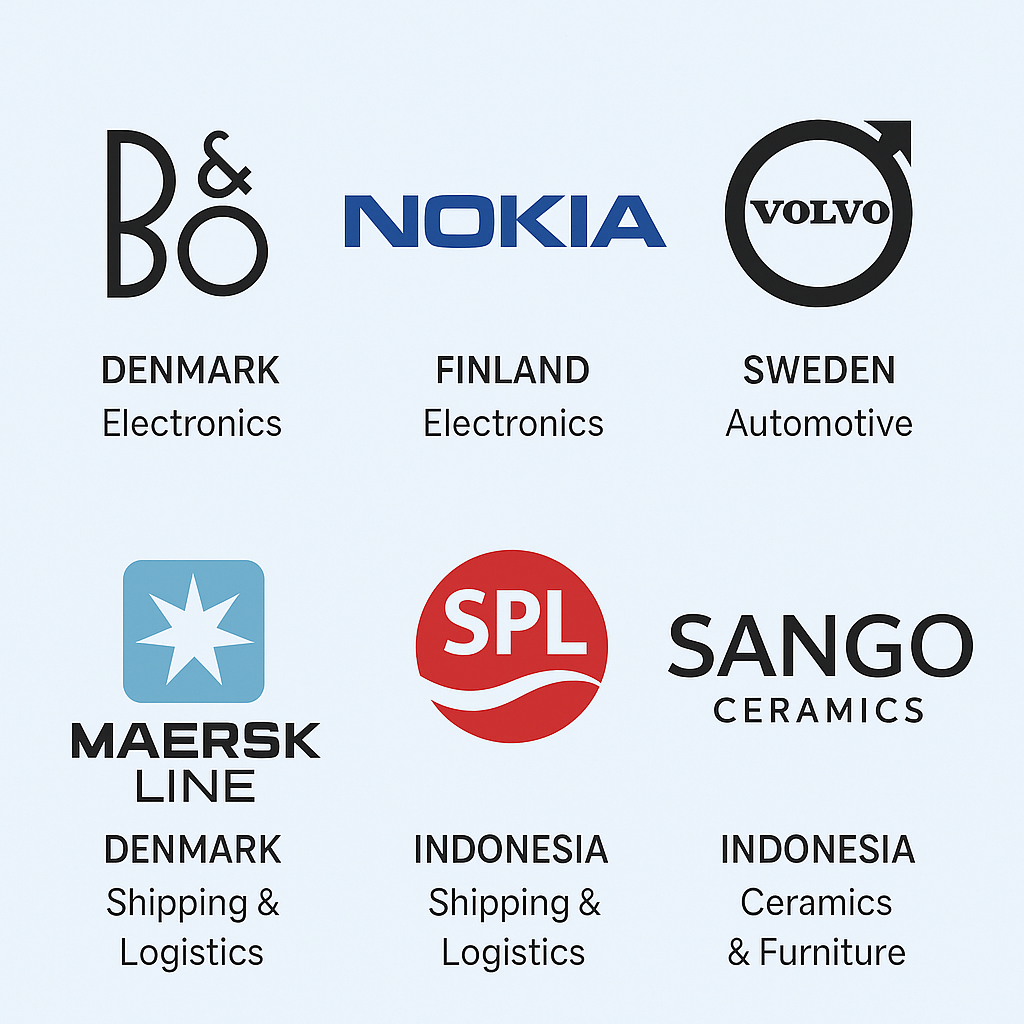 B&O
NOKIA
VOLVO
DENMARK
Electronics
FINLAND
Electronics
SWEDEN
Automotive
MAERSK
LINE
SPL
SANGO
CERAMICS
DENMARK
Shipping &
Logistics
INDONESIA
Shipping &
Logistics
INDONESIA
Ceramics
& Furniture